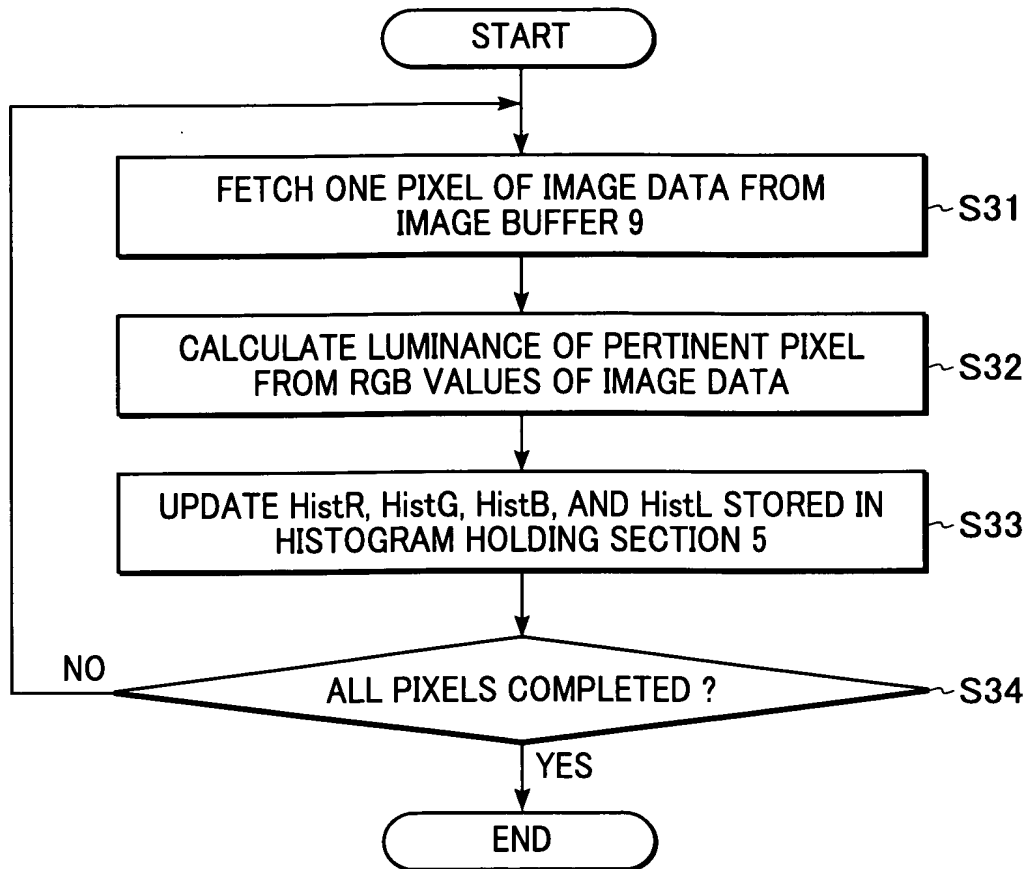 START
FETCH ONE PIXEL OF IMAGE DATA FROM
IMAGE BUFFER 9
S31
CALCULATE LUMINANCE OF PERTINENT PIXEL
FROM RGB VALUES OF IMAGE DATA
S32
UPDATE HistR, HistG, HistB, AND HistL STORED IN
HISTOGRAM HOLDING SECTION 5
S33
NO
ALL PIXELS COMPLETED ?
S34
YES
END